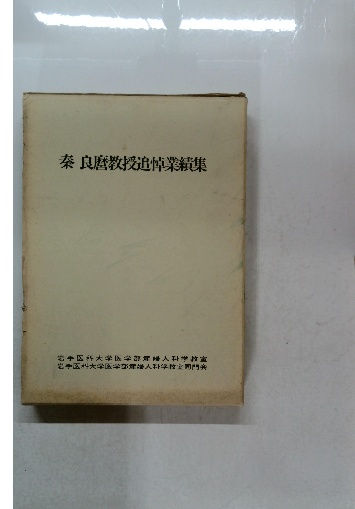 秦 良麿教授追悼業績集
岩手医科大学医学部産婦人科学教室
岩手医科大学医学部産婦人科学教室同門会